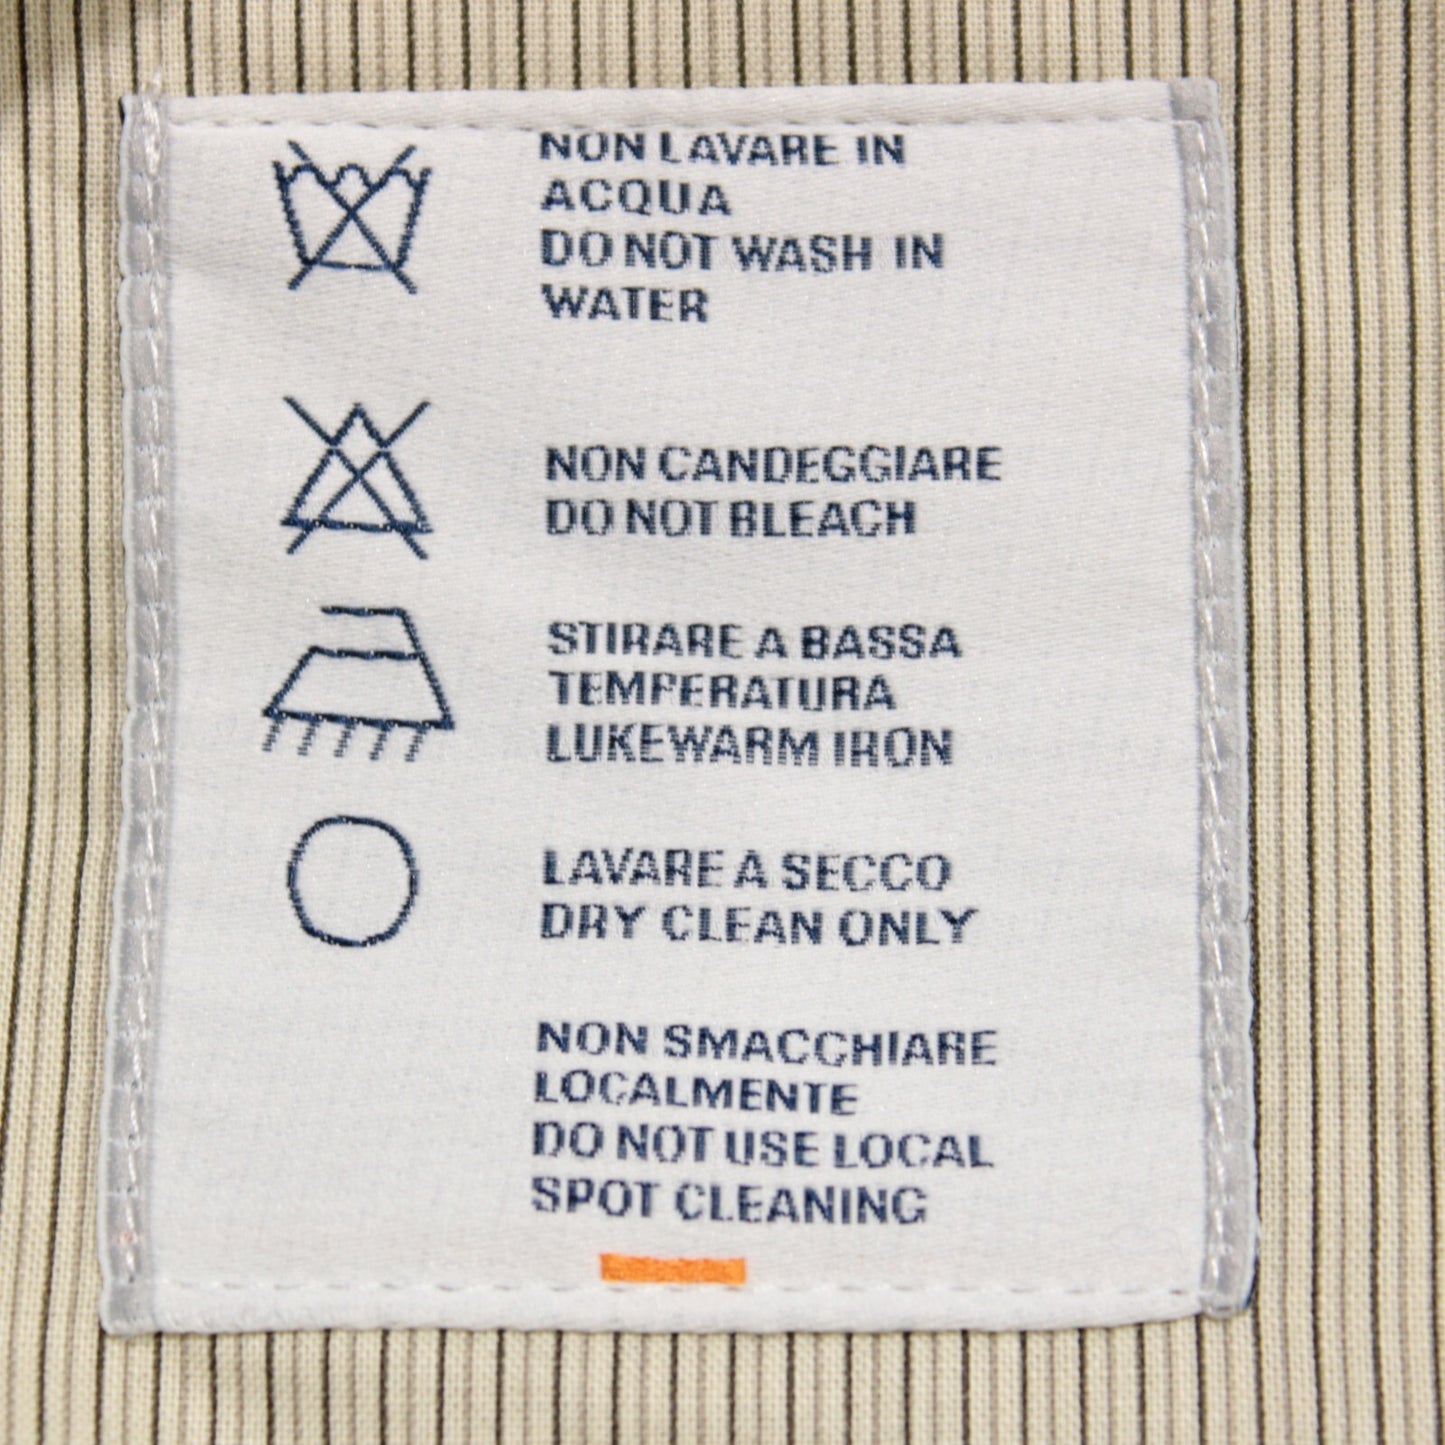 NON LAVARE IN
ACQUA
DO NOT WASH IN
WATER
NON CANDEGGIARE
DO NOT BLEACH
STIRARE A BASSA
TEMPERATURA
LUKEWARM IRON
LAVARE A SECCO
DRY CLEAN ONLY
NON SMACCHIARE
LOCALMENTE
DO NOT USE LOCAL
SPOT CLEANING